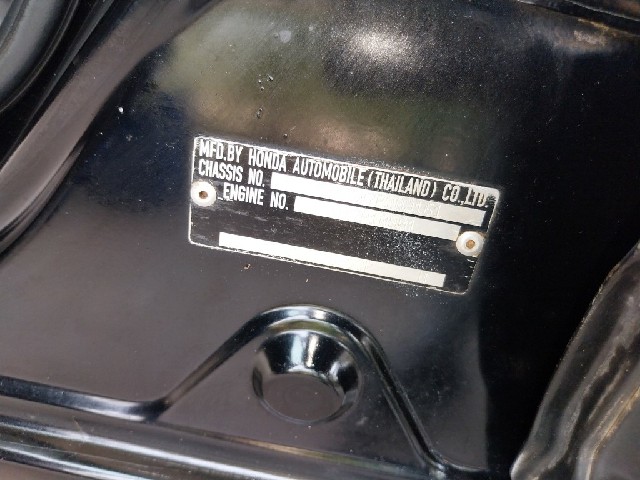 MFD.BY HONDA AUTOMOBILE (THAILAND) CO.,LTD.
CHASSIS NO.
ENGINE NO.